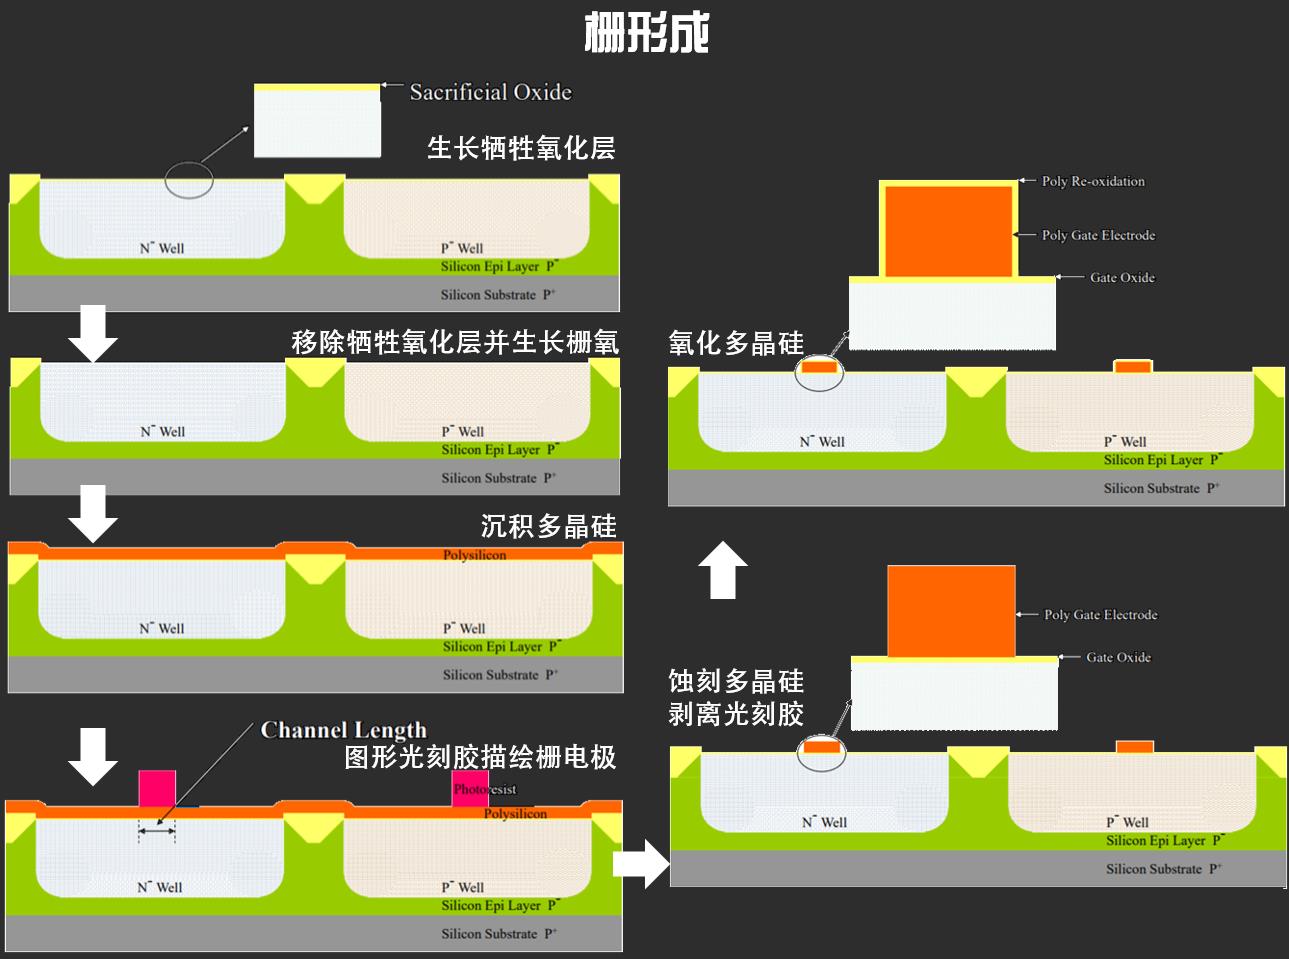 栅形成
Sacrificial Oxide
生长牺牲氧化层
N⁻ Well
P⁻ Well
Silicon Epi Layer P⁻
Silicon Substrate P⁺
移除牺牲氧化层并生长栅氧
N⁻ Well
P⁻ Well
Silicon Epi Layer P⁻
Silicon Substrate P⁺
沉积多晶硅
Polysilicon
N⁻ Well
P⁻ Well
Silicon Epi Layer P⁻
Silicon Substrate P⁺
Channel Length
图形光刻胶描绘栅电极
Photoresist
Polysilicon
N⁻ Well
P⁻ Well
Silicon Epi Layer P⁻
Silicon Substrate P⁺
Poly Gate Electrode
Gate Oxide
蚀刻多晶硅
剥离光刻胶
N⁻ Well
P⁻ Well
Silicon Epi Layer P⁻
Silicon Substrate P⁺
Poly Re-oxidation
Poly Gate Electrode
Gate Oxide
氧化多晶硅
N⁻ Well
P⁻ Well
Silicon Epi Layer P⁻
Silicon Substrate P⁺